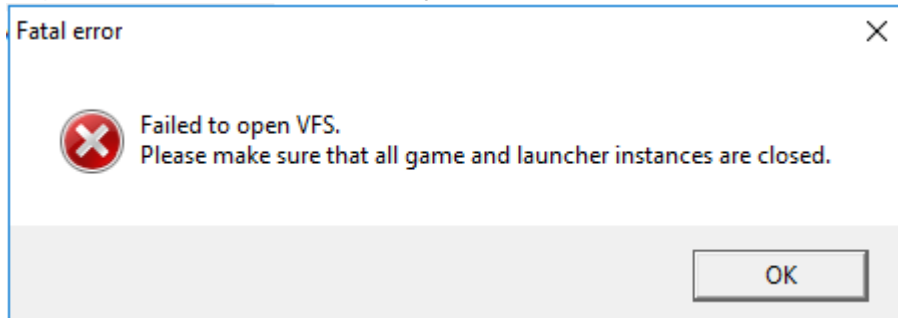 Fatal error
Failed to open VFS.
Please make sure that all game and launcher instances are closed.
OK